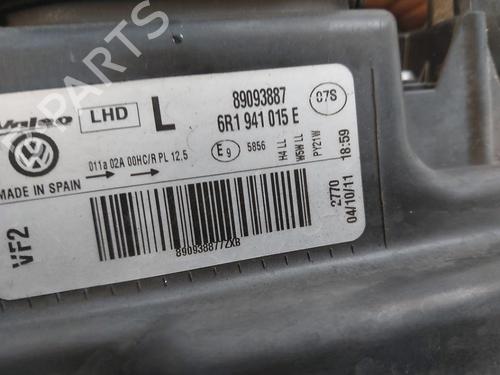 PARTS
Valeo LHD L 89093887 07S
6R1 941 015 E
011a 02A 00HC/R PL 12,5 E9 5856 H4 LL W5W LL PY21W
MADE IN SPAIN
2770
04/10/11 18:59
VF2
89093887ZXB